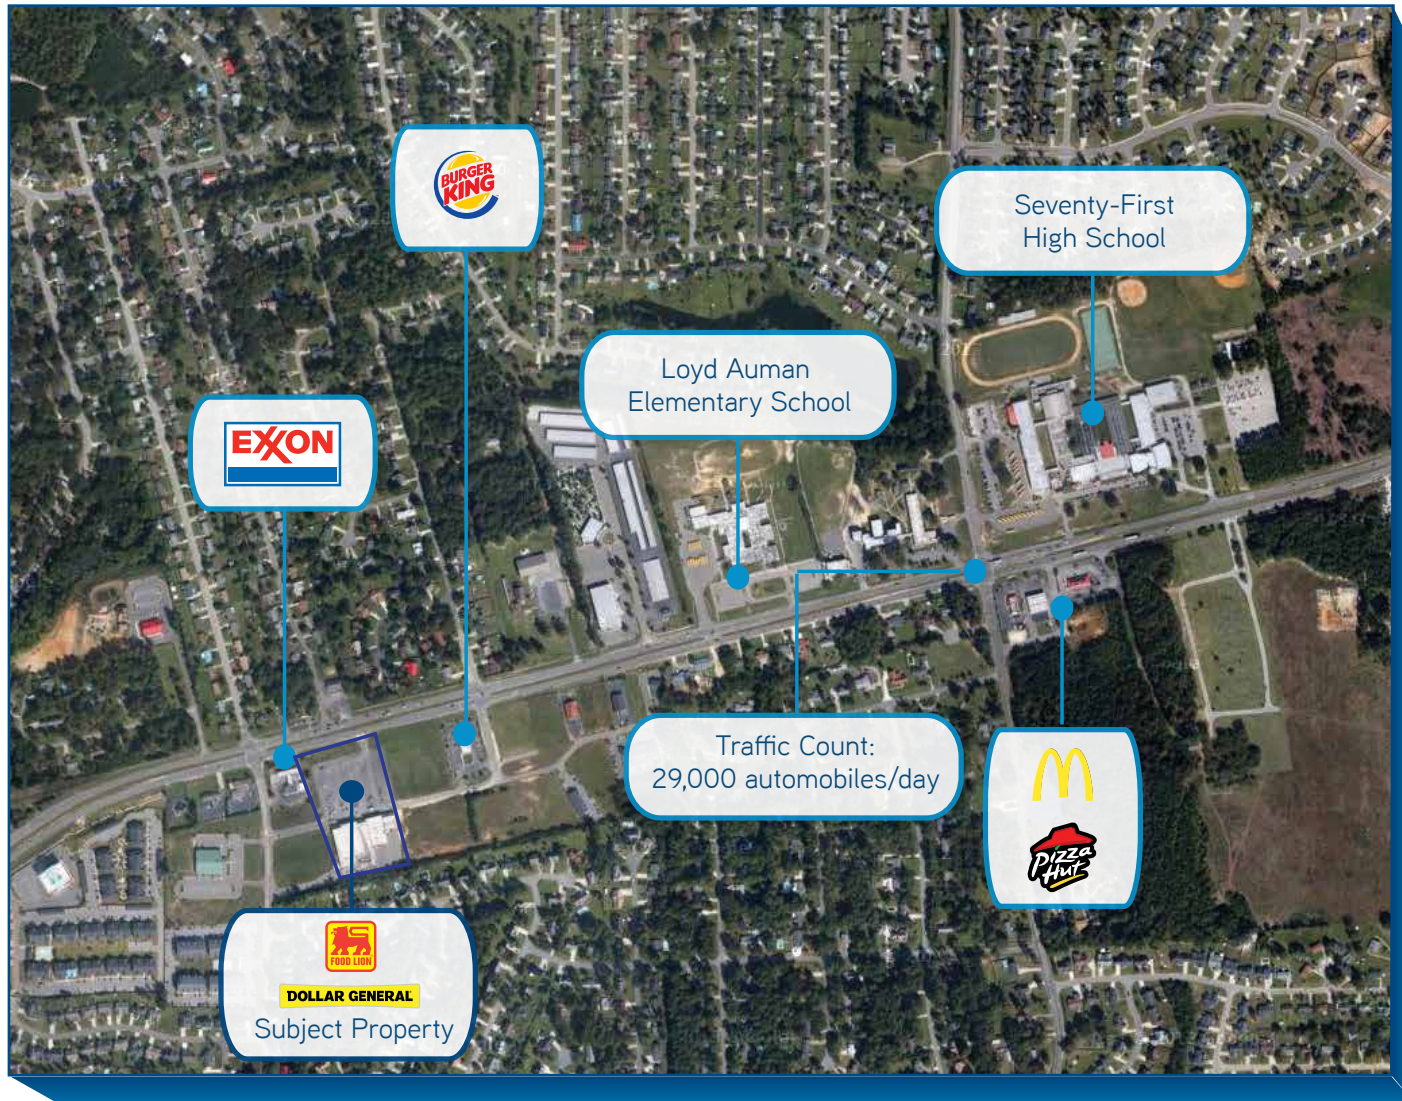 BURGER
KING
Seventy-First
High School
Loyd Auman
Elementary School
EXXON
Traffic Count:
29,000 automobiles/day
Pizza
Hut
FOOD LION
DOLLAR GENERAL
Subject Property